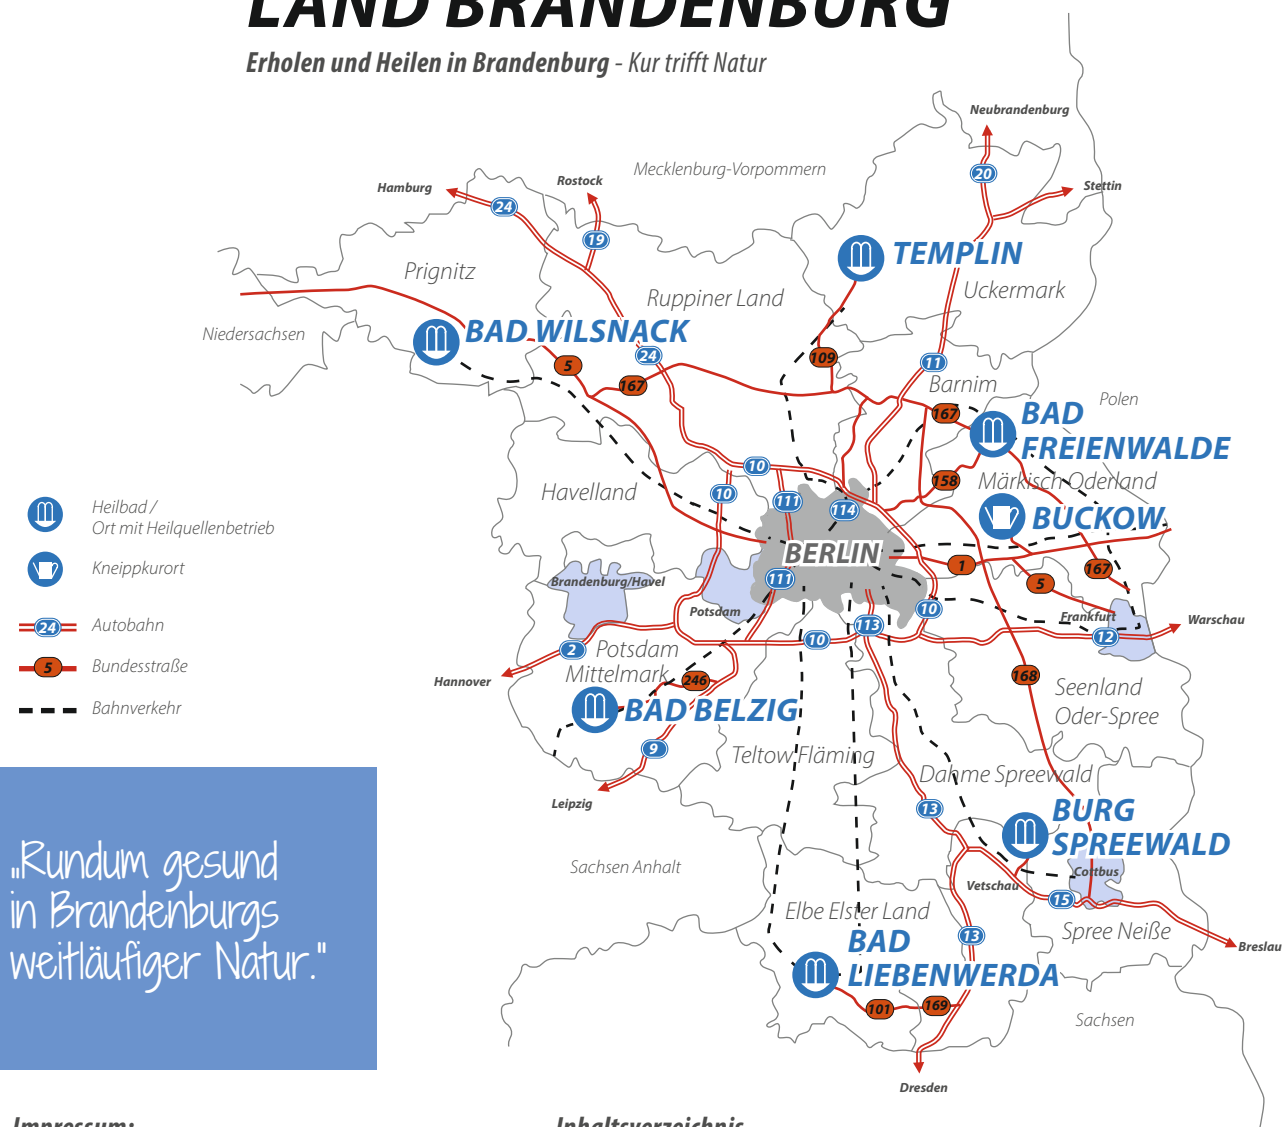 LAND BRANDENBURG
Erholen und Heilen in Brandenburg - Kur trifft Natur
Neubrandenburg
Mecklenburg-Vorpommern
20
Hamburg
Rostock
Stettin
24
19
TEMPLIN
Prignitz
Uckermark
Ruppiner Land
Niedersachsen
BAD WILSNACK
24
109
11
5
167
Barnim
Polen
167
BAD
FREIENWALDE
10
158
Märkisch Oderland
Havelland
10
111
114
BUCKOW
Heilbad /
Ort mit Heilquellenbetrieb
BERLIN
1
167
Kneippkurort
Brandenburg/Havel
111
5
Potsdam
10
Frankfurt
Warschau
24
Autobahn
113
12
10
2
Potsdam
Mittelmark
5
Bundesstraße
Hannover
246
168
Seenland
Oder-Spree
Bahnverkehr
BAD BELZIG
9
Teltow Fläming
Dahme Spreewald
Leipzig
13
BURG
SPREEWALD
„Rundum gesund
in Brandenburgs
weitläufiger Natur."
Sachsen Anhalt
Cottbus
Vetschau
15
Elbe Elster Land
13
Spree Neiße
Breslau
BAD
LIEBENWERDA
101
169
Sachsen
Dresden
Impressum:
Inhaltsverzeichnis